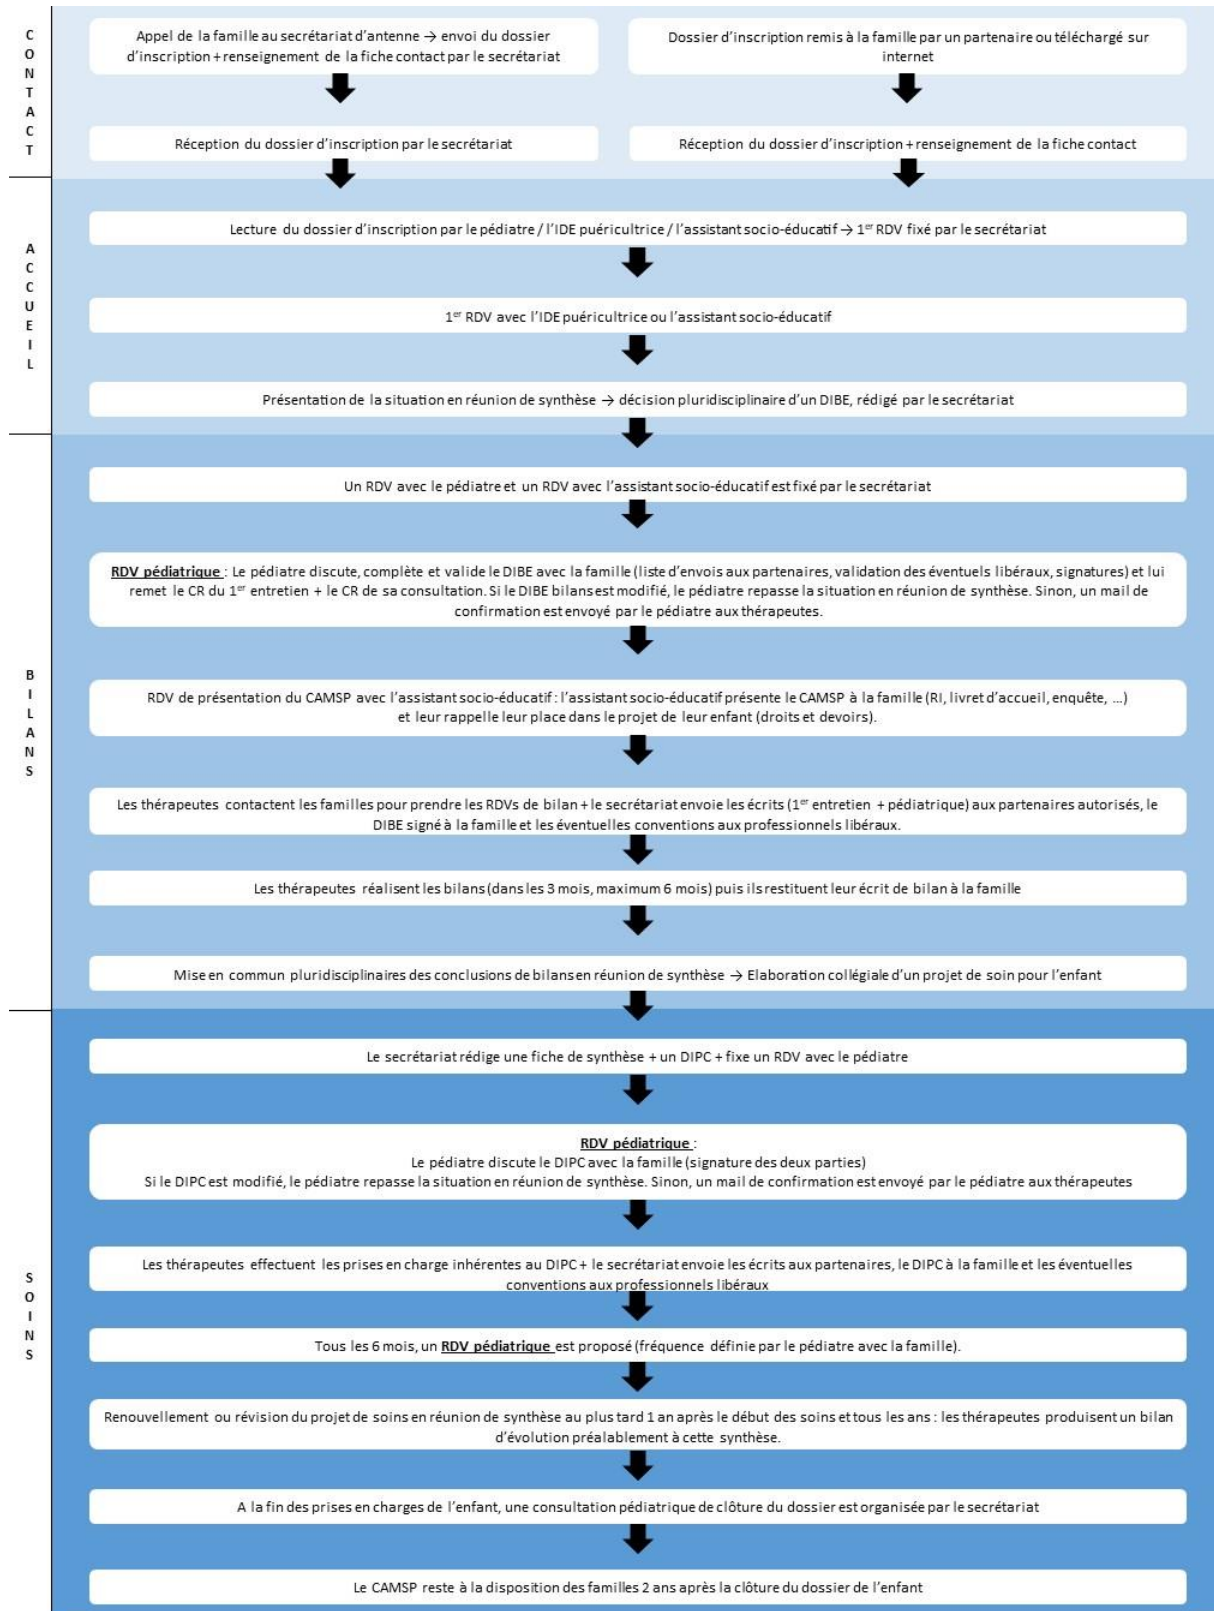 CONTACT
Appel de la famille au secrétariat d'antenne → envoi du dossier
d'inscription + renseignement de la fiche contact par le secrétariat
Dossier d'inscription remis à la famille par un partenaire ou téléchargé sur
internet
Réception du dossier d'inscription par le secrétariat
Réception du dossier d'inscription + renseignement de la fiche contact
ACCUEIL
Lecture du dossier d'inscription par le pédiatre / l'IDE puéricultrice / l'assistant socio-éducatif → 1er RDV fixé par le secrétariat
1er RDV avec l'IDE puéricultrice ou l'assistant socio-éducatif
Présentation de la situation en réunion de synthèse → décision pluridisciplinaire d'un DIBE, rédigé par le secrétariat
BILANS
Un RDV avec le pédiatre et un RDV avec l'assistant socio-éducatif est fixé par le secrétariat
RDV pédiatrique : Le pédiatre discute, complète et valide le DIBE avec la famille (liste d'envois aux partenaires, validation des éventuels libéraux, signatures) et lui
remet le CR du 1er entretien + le CR de sa consultation. Si le DIBE bilans est modifié, le pédiatre repasse la situation en réunion de synthèse. Sinon, un mail de
confirmation est envoyé par le pédiatre aux thérapeutes.
RDV de présentation du CAMSP avec l'assistant socio-éducatif : l'assistant socio-éducatif présente le CAMSP à la famille (RI, livret d'accueil, enquête, ...)
et leur rappelle leur place dans le projet de leur enfant (droits et devoirs).
Les thérapeutes contactent les familles pour prendre les RDVs de bilan + le secrétariat envoie les écrits (1er entretien + pédiatrique) aux partenaires autorisés, le
DIBE signé à la famille et les éventuelles conventions aux professionnels libéraux.
Les thérapeutes réalisent les bilans (dans les 3 mois, maximum 6 mois) puis ils restituent leur écrit de bilan à la famille
Mise en commun pluridisciplinaires des conclusions de bilans en réunion de synthèse → Elaboration collégiale d'un projet de soin pour l'enfant
SOINS
Le secrétariat rédige une fiche de synthèse + un DIPC + fixe un RDV avec le pédiatre
RDV pédiatrique :
Le pédiatre discute le DIPC avec la famille (signature des deux parties)
Si le DIPC est modifié, le pédiatre repasse la situation en réunion de synthèse. Sinon, un mail de confirmation est envoyé par le pédiatre aux thérapeutes
Les thérapeutes effectuent les prises en charge inhérentes au DIPC + le secrétariat envoie les écrits aux partenaires, le DIPC à la famille et les éventuelles
conventions aux professionnels libéraux
Tous les 6 mois, un RDV pédiatrique est proposé (fréquence définie par le pédiatre avec la famille).
Renouvellement ou révision du projet de soins en réunion de synthèse au plus tard 1 an après le début des soins et tous les ans : les thérapeutes produisent un bilan
d'évolution préalablement à cette synthèse.
A la fin des prises en charges de l'enfant, une consultation pédiatrique de clôture du dossier est organisée par le secrétariat
Le CAMSP reste à la disposition des familles 2 ans après la clôture du dossier de l'enfant